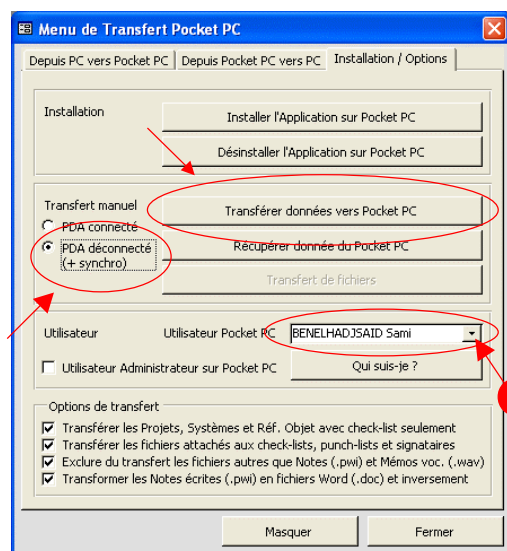 Menu de Transfert Pocket PC
Depuis PC vers Pocket PC Depuis Pocket PC vers PC Installation / Options
Installation
Installer l'Application sur Pocket PC
Désinstaller l'Application sur Pocket PC
Transfert manuel
Transférer données vers Pocket PC
PDA connecté
PDA déconnecté
(+ synchro)
Récupérer donnée du Pocket PC
Transfert de fichiers
Utilisateur Utilisateur Pocket PC BENELHADJSAID Sami
Utilisateur Administrateur sur Pocket PC Qui suis-je ?
Options de transfert
Transférer les Projets, Systèmes et Réf. Objet avec check-list seulement
Transférer les fichiers attachés aux check-lists, punch-lists et signataires
Exclure du transfert les fichiers autres que Notes (.pwi) et Mémos voc. (.wav)
Transformer les Notes écrites (.pwi) en fichiers Word (.doc) et inversement
Masquer Fermer